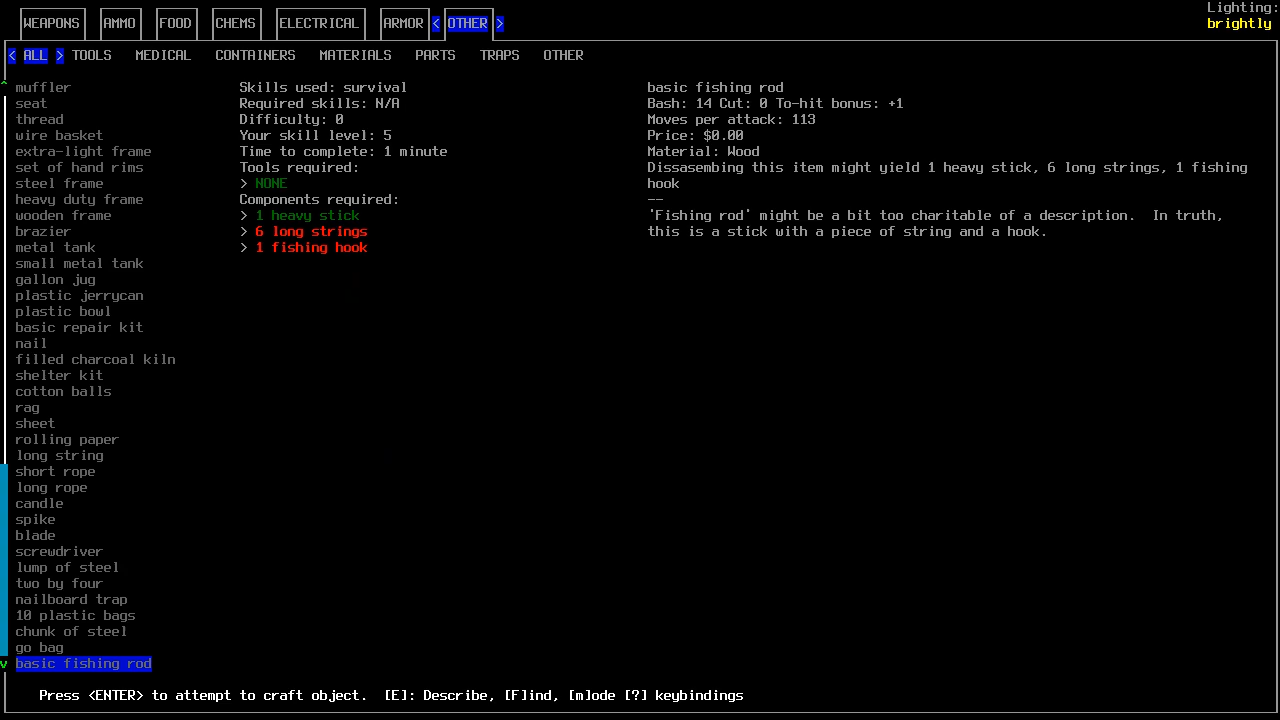 Lighting:
WEAPONS AMMO FOOD CHEMS ELECTRICAL ARMOR < OTHER > brightly
< ALL > TOOLS MEDICAL CONTAINERS MATERIALS PARTS TRAPS OTHER
^
muffler Skills used: survival basic fishing rod
seat Required skills: N/A Bash: 14 Cut: 0 To-hit bonus: +1
thread Difficulty: 0 Moves per attack: 113
wire basket Your skill level: 5 Price: $0.00
extra-light frame Time to complete: 1 minute Material: Wood
set of hand rims Tools required: Dissasembing this item might yield 1 heavy stick, 6 long strings, 1 fishing
steel frame > NONE hook
heavy duty frame Components required: --
wooden frame > 1 heavy stick 'Fishing rod' might be a bit too charitable of a description.  In truth,
brazier > 6 long strings this is a stick with a piece of string and a hook.
metal tank > 1 fishing hook
small metal tank
gallon jug
plastic jerrycan
plastic bowl
basic repair kit
nail
filled charcoal kiln
shelter kit
cotton balls
rag
sheet
rolling paper
long string
short rope
long rope
candle
spike
blade
screwdriver
lump of steel
two by four
nailboard trap
10 plastic bags
chunk of steel
go bag
v basic fishing rod
Press <ENTER> to attempt to craft object.  [E]: Describe, [F]ind, [m]ode [?] keybindings